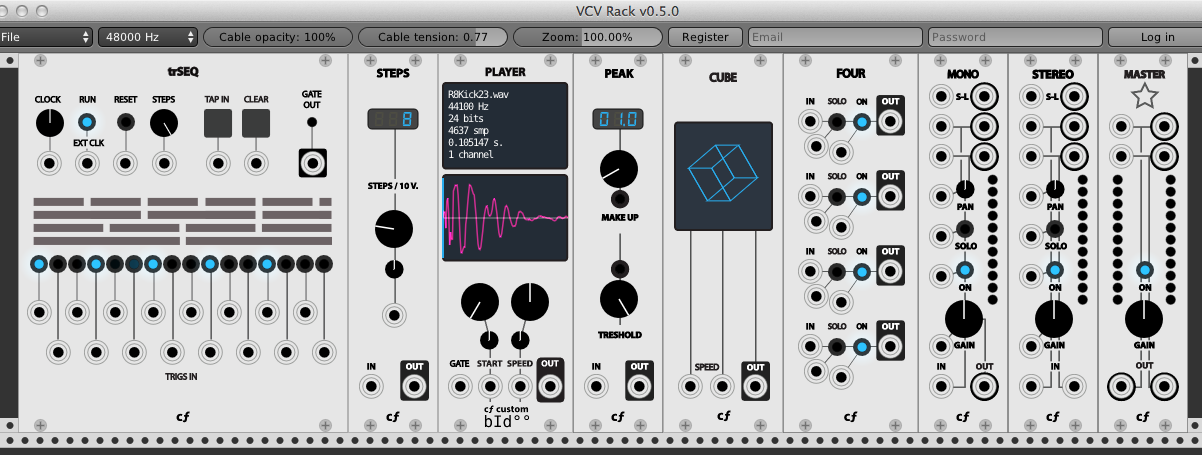 VCV Rack v0.5.0
File 48000 Hz Cable opacity: 100% Cable tension: 0.77 Zoom: 100.00% Register Email Password Log in
trSEQ
CLOCK RUN RESET STEPS TAP IN CLEAR GATE OUT
EXT CLK
TRIGS IN
cf
STEPS
8
STEPS / 10 V.
IN OUT
cf
PLAYER
R8Kick23.wav
44100 Hz
24 bits
4637 smp
0.105147 s.
1 channel
GATE START SPEED OUT
cf custom
bId°°
PEAK
01.0
MAKE UP
TRESHOLD
IN OUT
cf
CUBE
SPEED OUT
cf
FOUR
IN SOLO ON OUT
IN SOLO ON OUT
IN SOLO ON OUT
IN SOLO ON OUT
cf
MONO
S-L
PAN
SOLO
ON
GAIN
IN OUT
cf
STEREO
S-L
PAN
SOLO
ON
GAIN
IN
cf
MASTER
ON
GAIN
OUT
cf